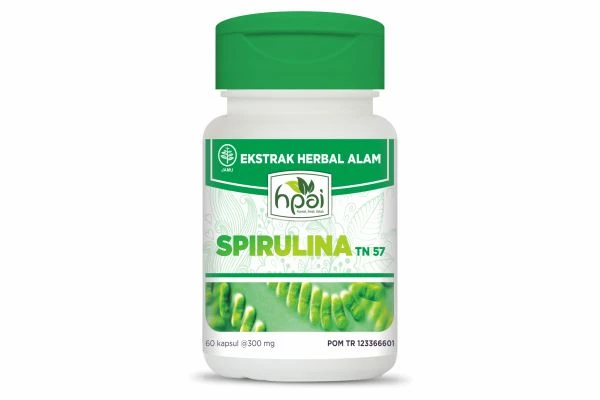 JAMU
EKSTRAK HERBAL ALAM
hpai
SPIRULINA TN 57
60 kapsul @300 mg
POM TR 123366601